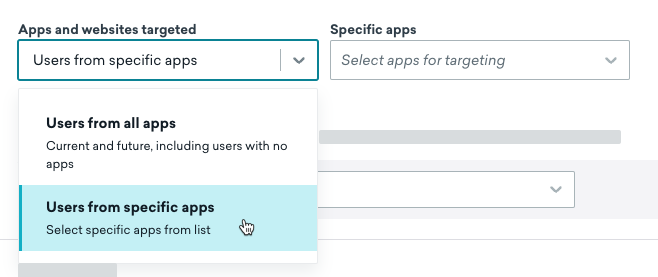 Apps and websites targeted
Specific apps
Users from specific apps
Select apps for targeting
Users from all apps
Current and future, including users with no
apps
Users from specific apps
Select specific apps from list